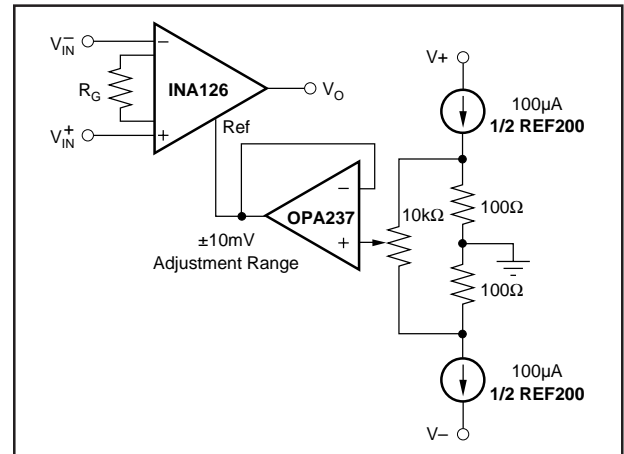 V−IN
−
RG
INA126
VO
V+IN
+
Ref
±10mV
Adjustment Range
−
OPA237
+
10kΩ
V+
100µA
1/2 REF200
100Ω
100Ω
100µA
1/2 REF200
V–